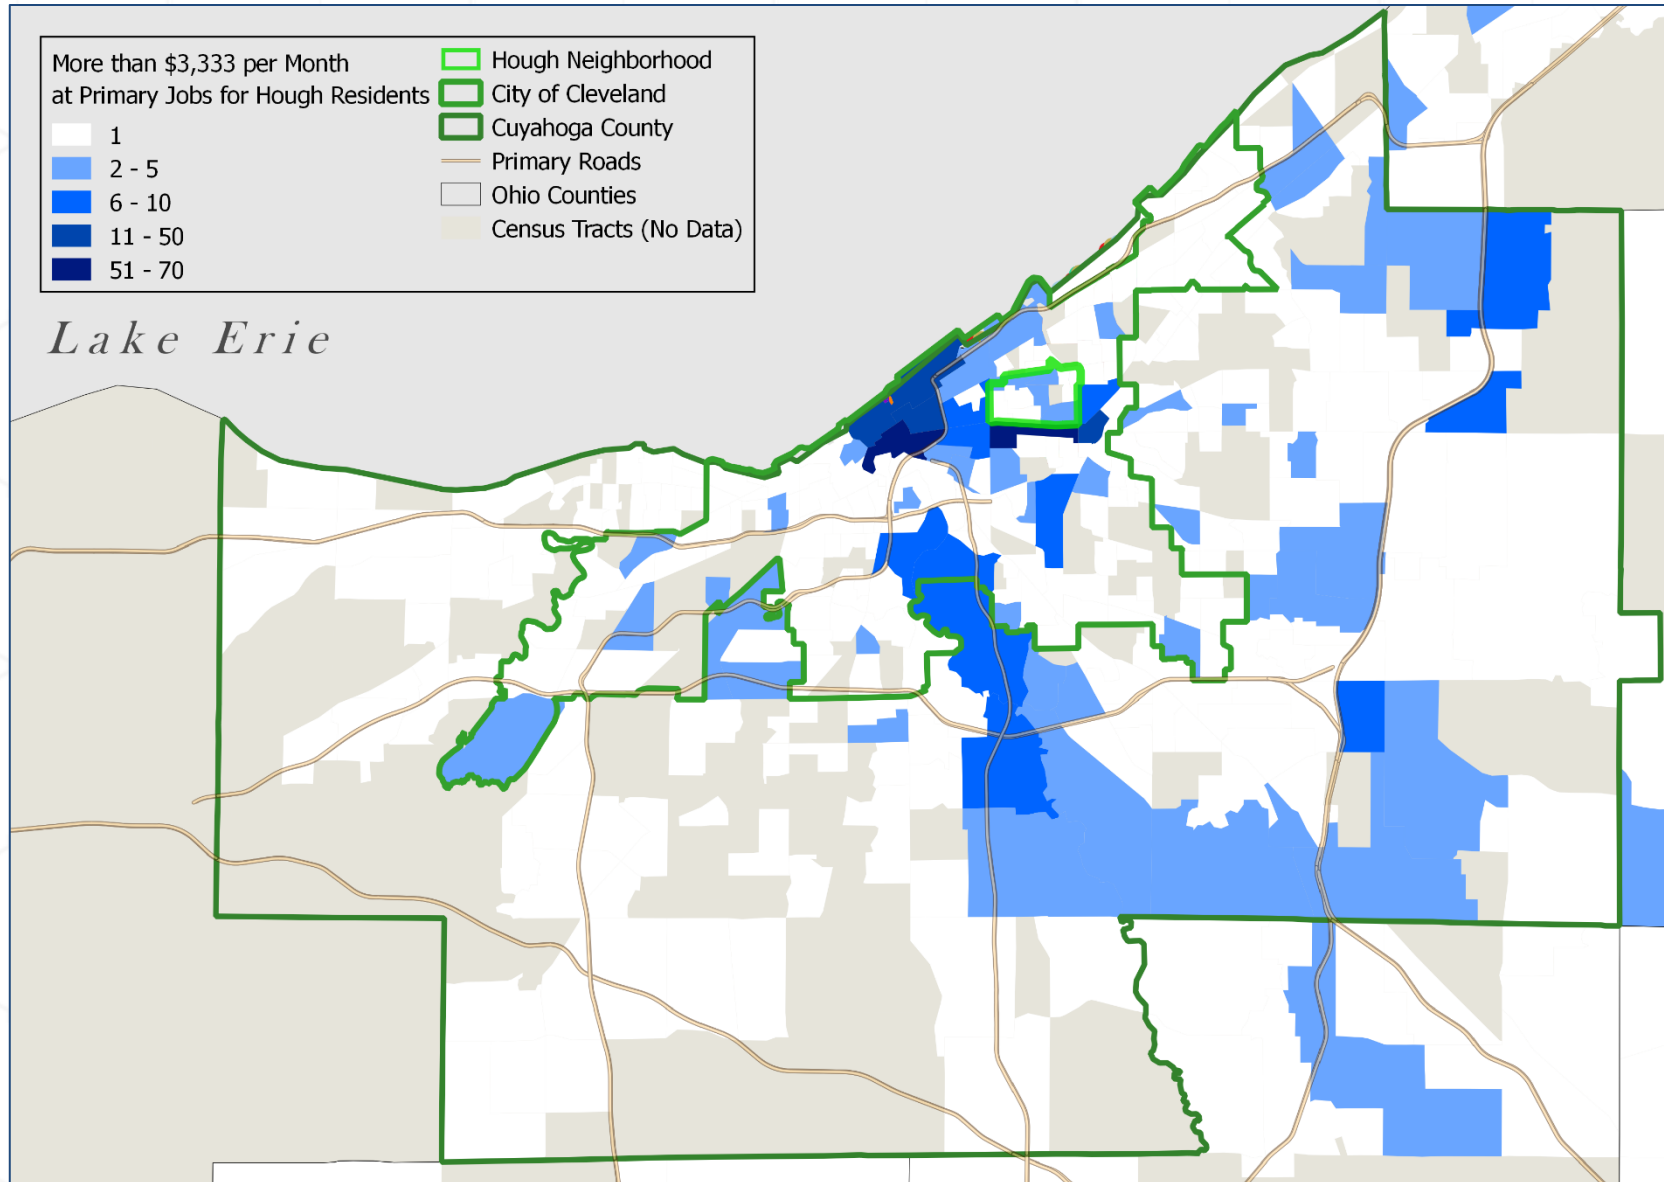 More than $3,333 per Month
at Primary Jobs for Hough Residents
1
2 - 5
6 - 10
11 - 50
51 - 70
Hough Neighborhood
City of Cleveland
Cuyahoga County
Primary Roads
Ohio Counties
Census Tracts (No Data)
Lake Erie